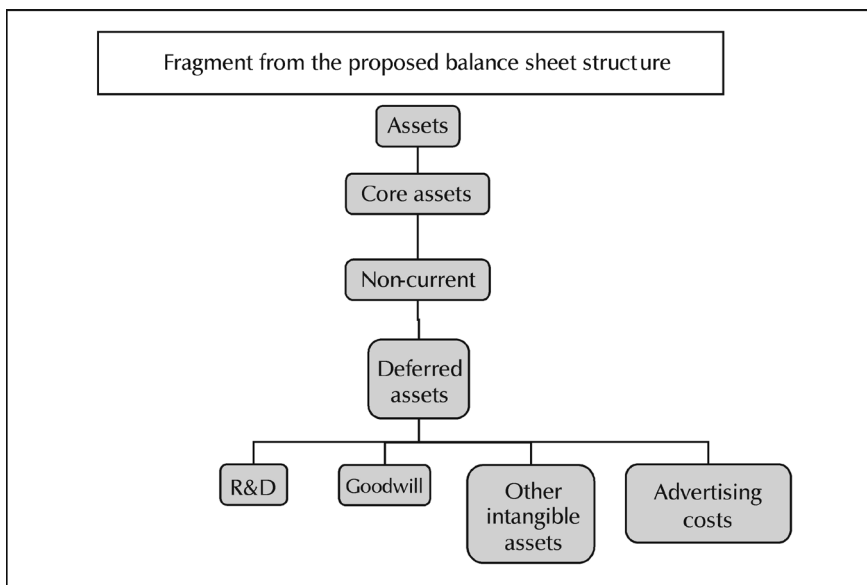 Fragment from the proposed balance sheet structure
Assets
Core assets
Non-current
Deferred
assets
R&D
Goodwill
Other
intangible
assets
Advertising
costs